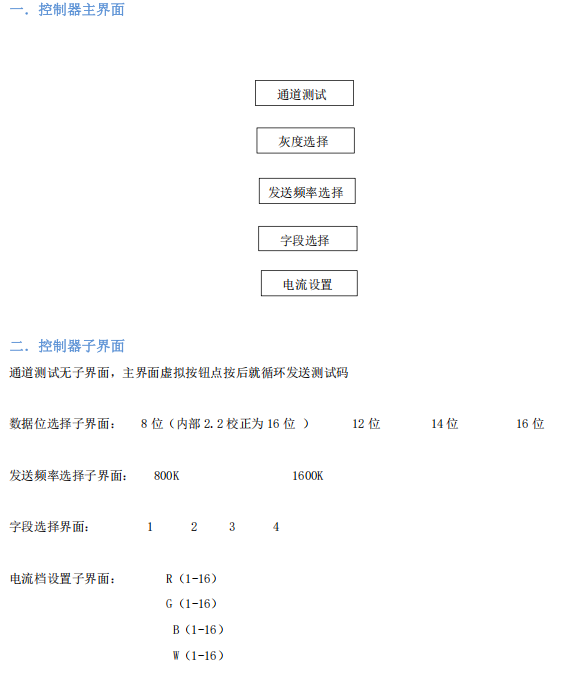 一. 控制器主界面
通道测试
灰度选择
发送频率选择
字段选择
电流设置
二. 控制器子界面
通道测试无子界面，主界面虚拟按钮点按后就循环发送测试码
数据位选择子界面： 8 位（内部 2.2 校正为 16 位 ） 12 位 14 位 16 位
发送频率选择子界面： 800K 1600K
字段选择界面： 1 2 3 4
电流档设置子界面： R（1-16）
G（1-16）
B（1-16）
W（1-16）